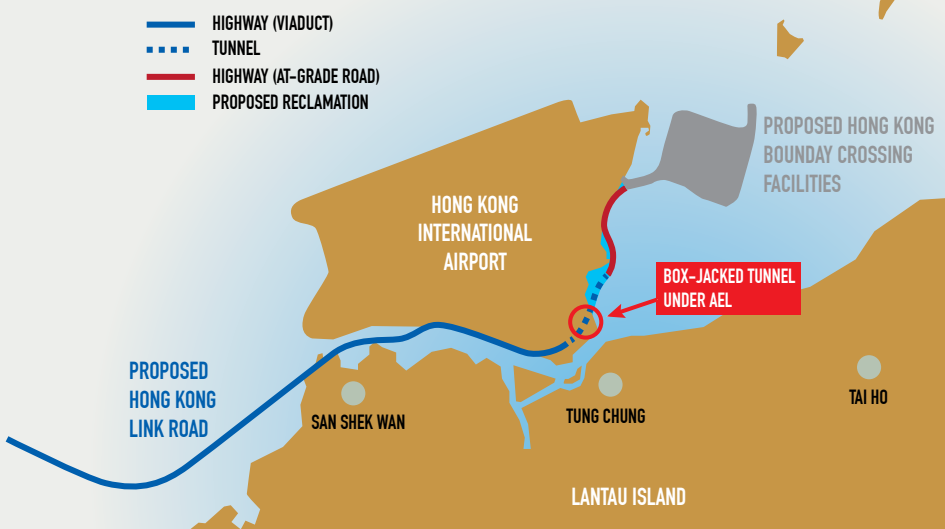 HIGHWAY (VIADUCT)
TUNNEL
HIGHWAY (AT-GRADE ROAD)
PROPOSED RECLAMATION
PROPOSED HONG KONG
BOUNDAY CROSSING
FACILITIES
HONG KONG
INTERNATIONAL
AIRPORT
BOX-JACKED TUNNEL
UNDER AEL
PROPOSED
HONG KONG
LINK ROAD
SAN SHEK WAN
TUNG CHUNG
TAI HO
LANTAU ISLAND